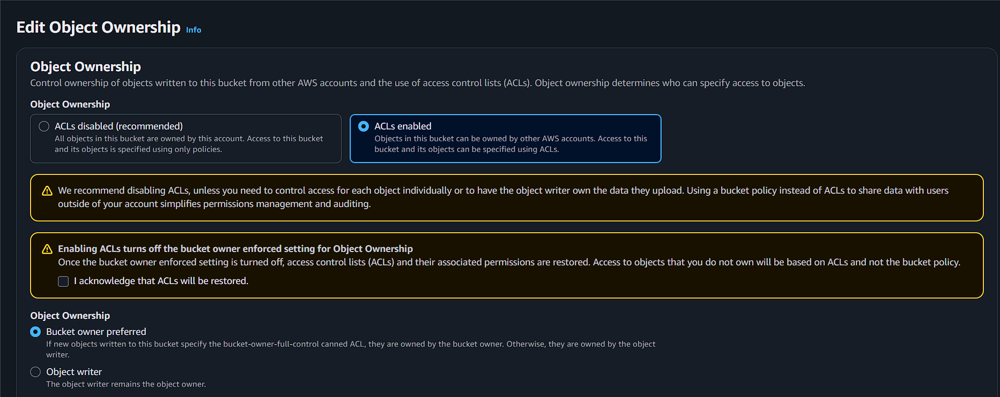 Edit Object Ownership Info
Object Ownership
Control ownership of objects written to this bucket from other AWS accounts and the use of access control lists (ACLs). Object ownership determines who can specify access to objects.
Object Ownership
ACLs disabled (recommended)
All objects in this bucket are owned by this account. Access to this bucket
and its objects is specified using only policies.
ACLs enabled
Objects in this bucket can be owned by other AWS accounts. Access to this
bucket and its objects can be specified using ACLs.
We recommend disabling ACLs, unless you need to control access for each object individually or to have the object writer own the data they upload. Using a bucket policy instead of ACLs to share data with users
outside of your account simplifies permissions management and auditing.
Enabling ACLs turns off the bucket owner enforced setting for Object Ownership
Once the bucket owner enforced setting is turned off, access control lists (ACLs) and their associated permissions are restored. Access to objects that you do not own will be based on ACLs and not the bucket policy.
I acknowledge that ACLs will be restored.
Object Ownership
Bucket owner preferred
If new objects written to this bucket specify the bucket-owner-full-control canned ACL, they are owned by the bucket owner. Otherwise, they are owned by the object
writer.
Object writer
The object writer remains the object owner.